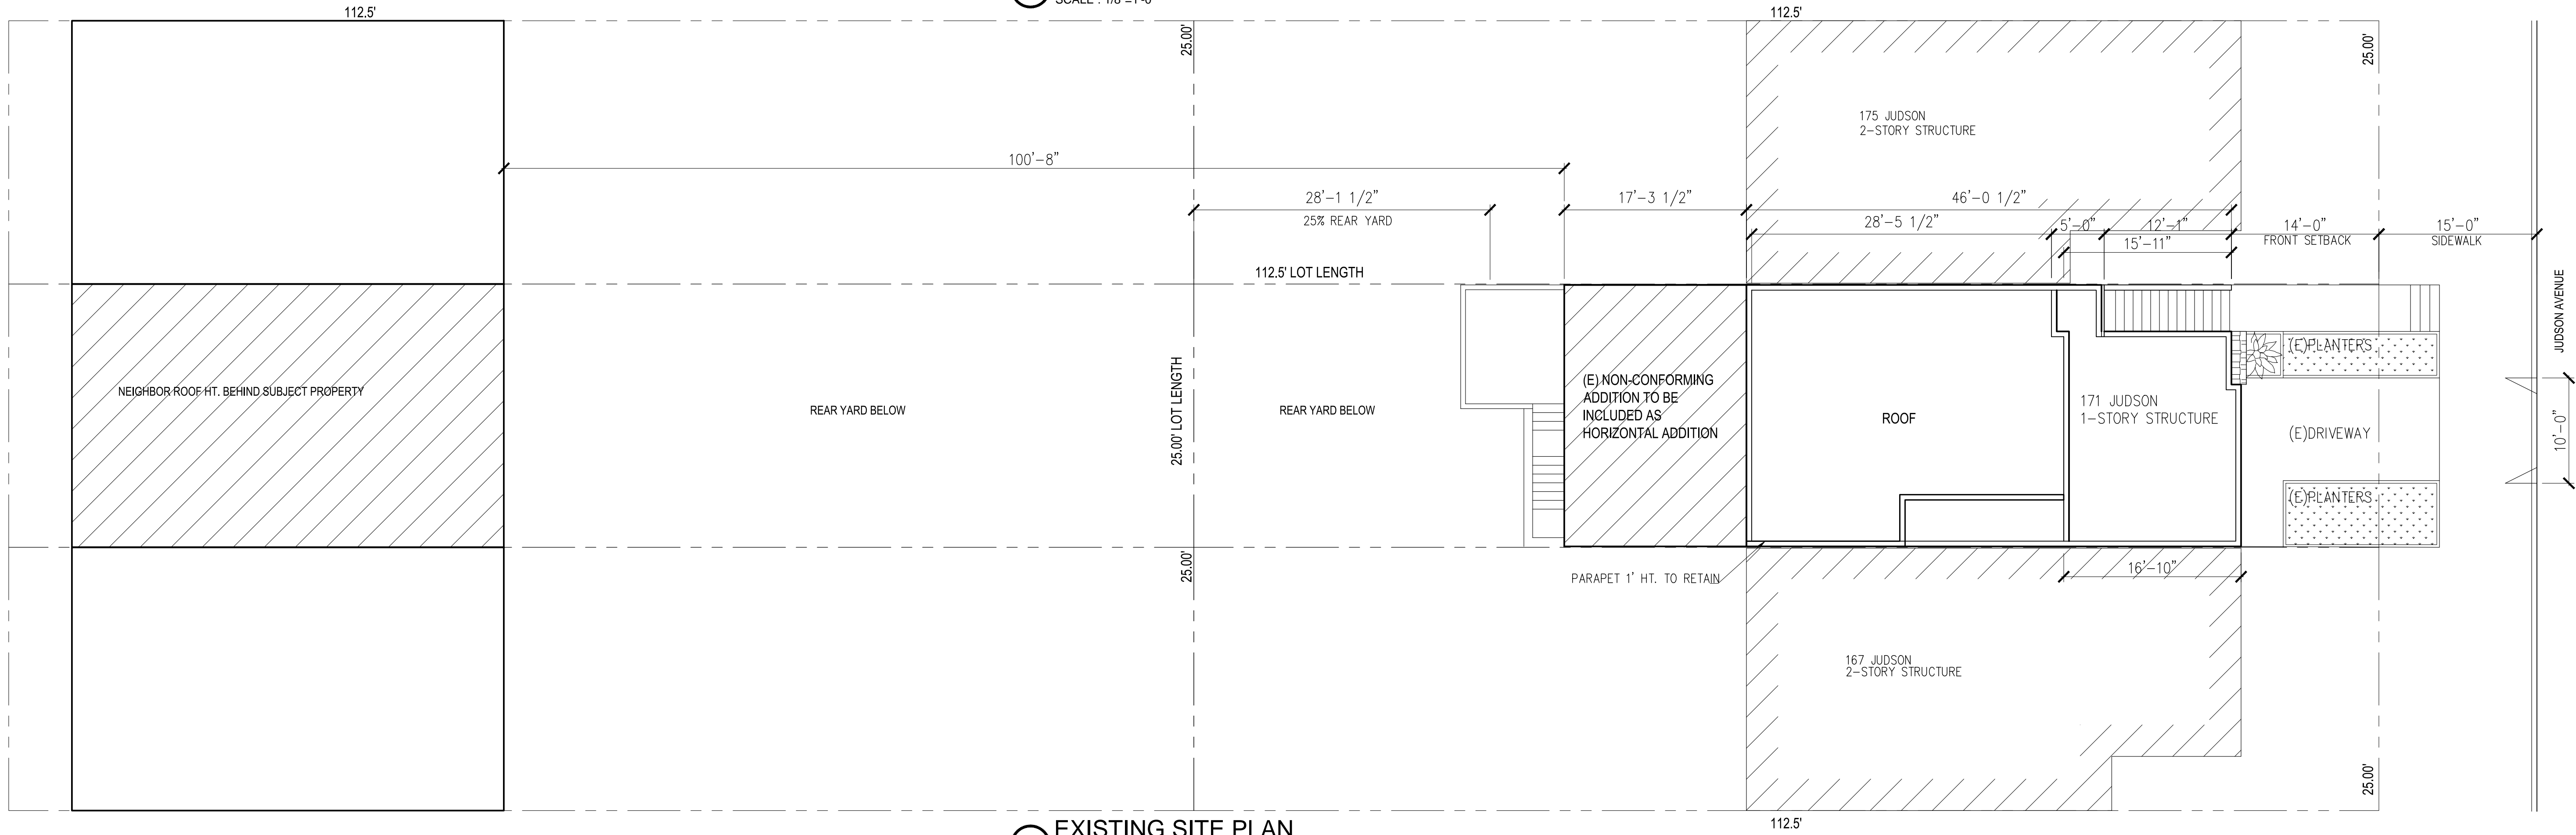 SCALE : 1/8"=1'-0"
112.5'
112.5'
25.00'
25.00'
175 JUDSON
2-STORY STRUCTURE
100'-8"
28'-1 1/2"
25% REAR YARD
17'-3 1/2"
46'-0 1/2"
28'-5 1/2"
5'-0"
12'-1"
15'-11"
14'-0"
FRONT SETBACK
15'-0"
SIDEWALK
112.5' LOT LENGTH
JUDSON AVENUE
NEIGHBOR ROOF HT. BEHIND SUBJECT PROPERTY
REAR YARD BELOW
25.00' LOT LENGTH
REAR YARD BELOW
(E) NON-CONFORMING
ADDITION TO BE
INCLUDED AS
HORIZONTAL ADDITION
ROOF
171 JUDSON
1-STORY STRUCTURE
(E)PLANTERS
(E)DRIVEWAY
10'-0"
(E)PLANTERS
25.00'
PARAPET 1' HT. TO RETAIN
16'-10"
167 JUDSON
2-STORY STRUCTURE
25.00'
EXISTING SITE PLAN
112.5'